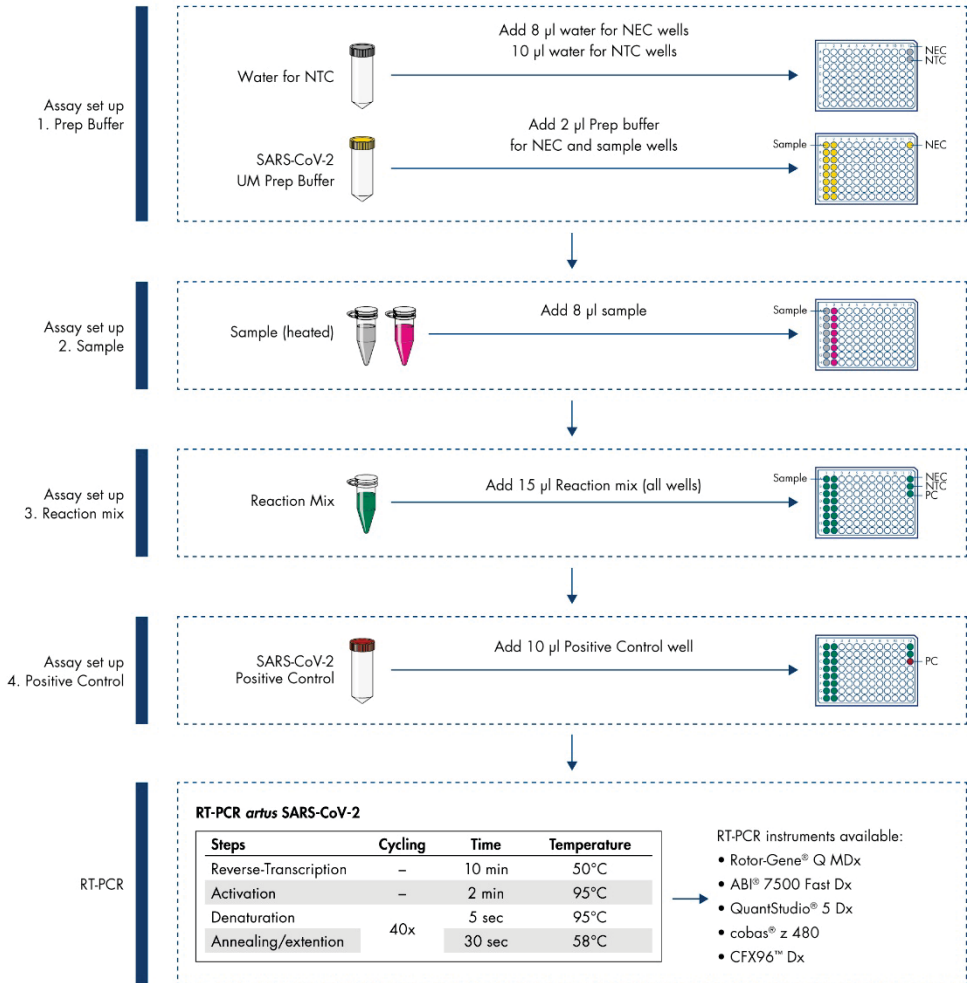 Assay set up
1. Prep Buffer
Water for NTC
Add 8 µl water for NEC wells
10 µl water for NTC wells
NEC
NTC
SARS-CoV-2
UM Prep Buffer
Add 2 µl Prep buffer
for NEC and sample wells
Sample
NEC
Assay set up
2. Sample
Sample (heated)
Add 8 µl sample
Sample
Assay set up
3. Reaction mix
Reaction Mix
Add 15 µl Reaction mix (all wells)
Sample
NEC
NTC
PC
Assay set up
4. Positive Control
SARS-CoV-2
Positive Control
Add 10 µl Positive Control well
PC
RT-PCR
RT-PCR artus SARS-CoV-2
Steps Cycling Time Temperature
Reverse-Transcription – 10 min 50°C
Activation – 2 min 95°C
Denaturation 5 sec 95°C
40x
Annealing/extention 30 sec 58°C
RT-PCR instruments available:
• Rotor-Gene® Q MDx
• ABI® 7500 Fast Dx
• QuantStudio® 5 Dx
• cobas® z 480
• CFX96™ Dx